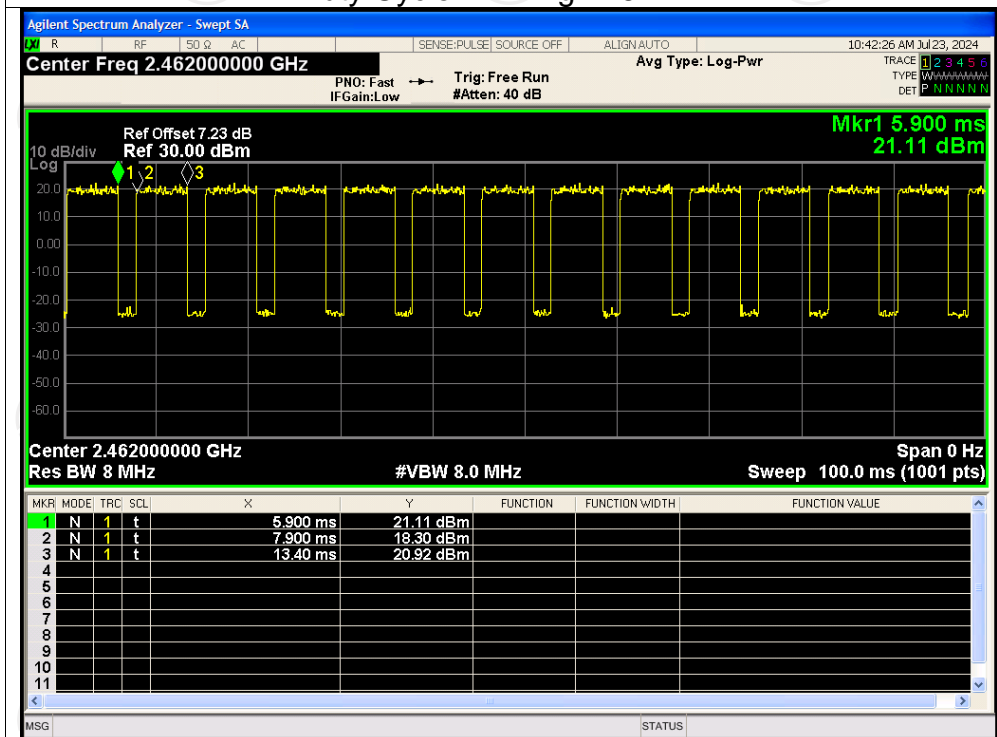 Agilent Spectrum Analyzer - Swept SA
LXI R RF 50 Ω AC SENSE:PULSE SOURCE OFF ALIGN AUTO 10:42:26 AM Jul 23, 2024
Center Freq 2.462000000 GHz
PNO: Fast
IFGain:Low
Trig: Free Run
#Atten: 40 dB
Avg Type: Log-Pwr
TRACE 1 2 3 4 5 6
TYPE WWWWWW
DET P N N N N N
Mkr1 5.900 ms
21.11 dBm
Ref Offset 7.23 dB
10 dB/div Ref 30.00 dBm
Log
1 2 3
20.0
10.0
0.00
-10.0
-20.0
-30.0
-40.0
-50.0
-60.0
Center 2.462000000 GHz Span 0 Hz
Res BW 8 MHz #VBW 8.0 MHz Sweep 100.0 ms (1001 pts)
MKR MODE TRC SCL X Y FUNCTION FUNCTION WIDTH FUNCTION VALUE
1 N 1 t 5.900 ms 21.11 dBm
2 N 1 t 7.900 ms 18.30 dBm
3 N 1 t 13.40 ms 20.92 dBm
4
5
6
7
8
9
10
11
MSG STATUS